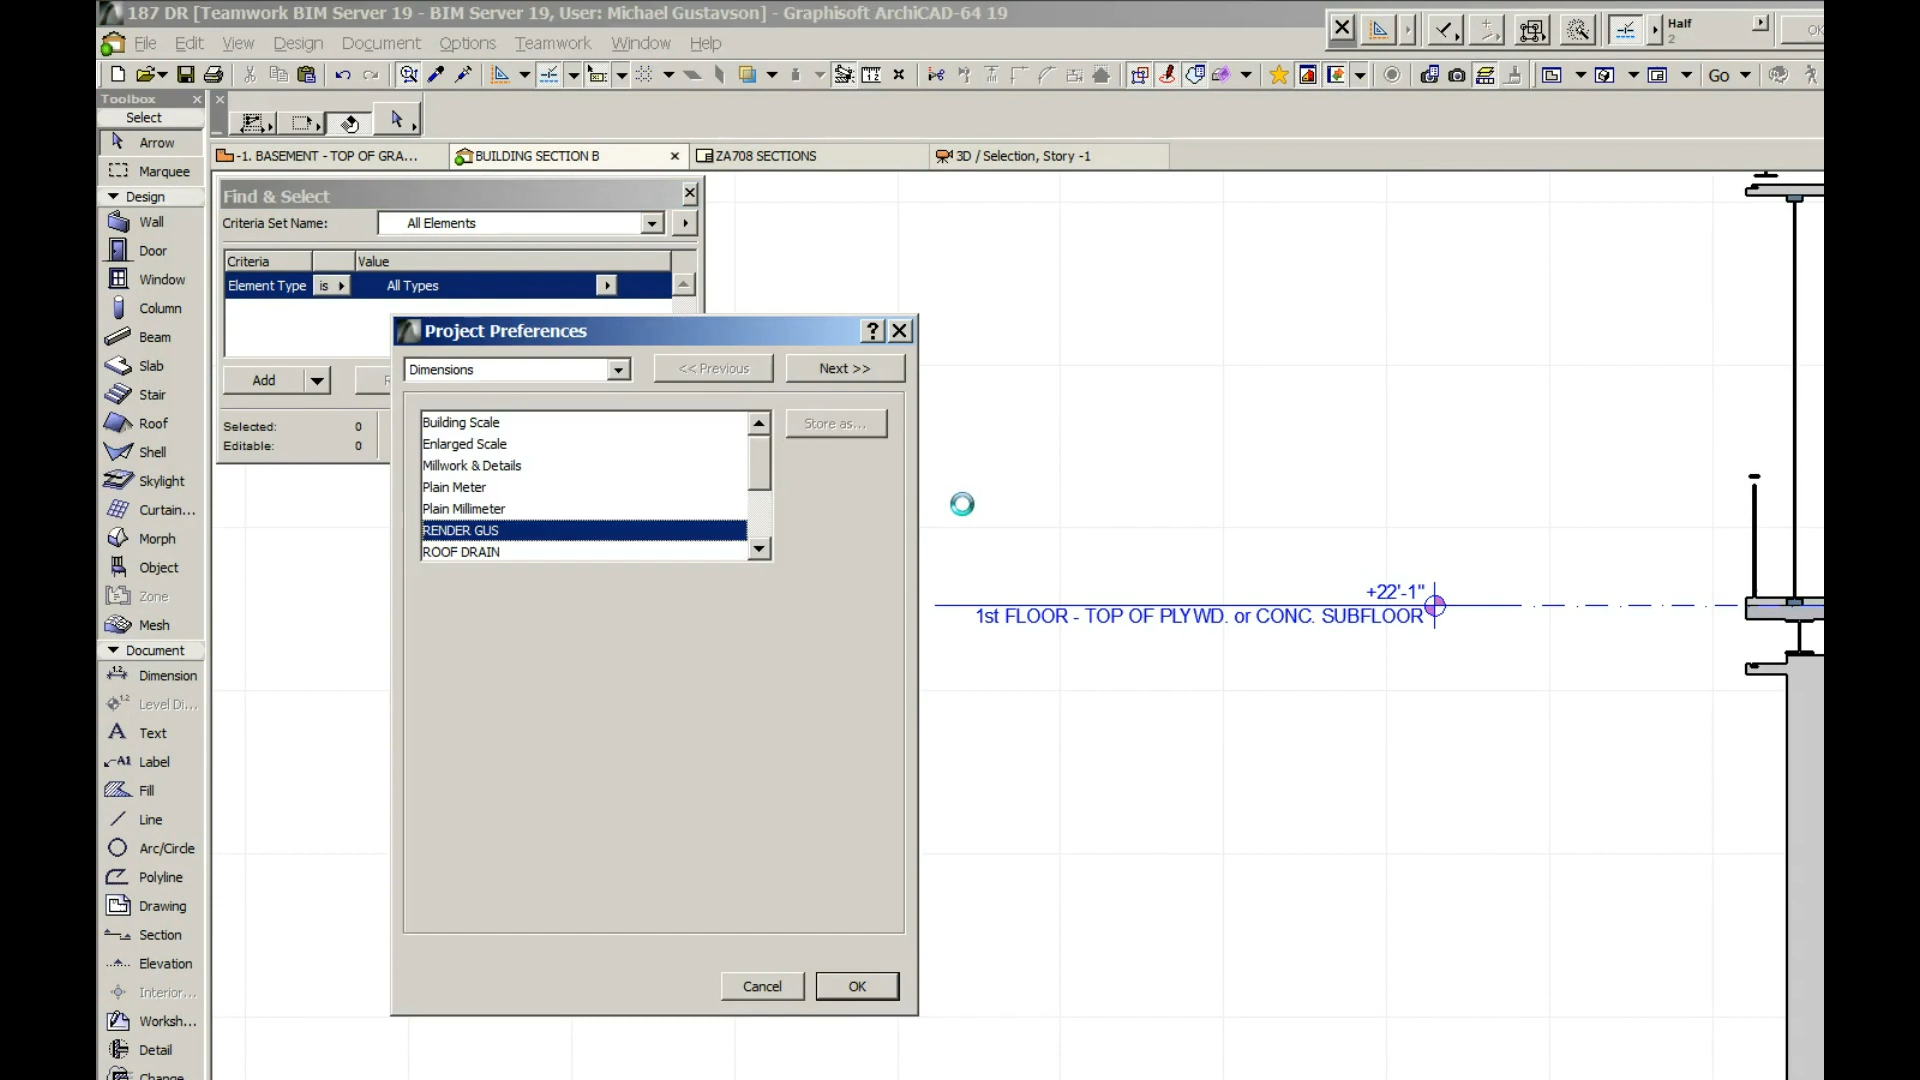 187 DR [Teamwork BIM Server 19 - BIM Server 19, User: Michael Gustavson] - Graphisoft ArchiCAD-64 19
File Edit View Design Document Options Teamwork Window Help
Half
2
OK
Go
Toolbox
Select
Arrow
Marquee
Design
Wall
Door
Window
Column
Beam
Slab
Stair
Roof
Shell
Skylight
Curtain...
Morph
Object
Zone
Mesh
Document
Dimension
Level Di...
Text
Label
Fill
Line
Arc/Circle
Polyline
Drawing
Section
Elevation
Interior...
Worksh...
Detail
Change
-1. BASEMENT - TOP OF GRA...
BUILDING SECTION B
ZA708 SECTIONS
3D / Selection, Story -1
Find & Select
Criteria Set Name: All Elements
Criteria Value
Element Type is All Types
Add
Selected: 0
Editable: 0
Project Preferences
Dimensions
<< Previous
Next >>
Building Scale
Enlarged Scale
Millwork & Details
Plain Meter
Plain Millimeter
RENDER GUS
ROOF DRAIN
Store as...
Cancel
OK
+22'-1"
1st FLOOR - TOP OF PLYWD. or CONC. SUBFLOOR